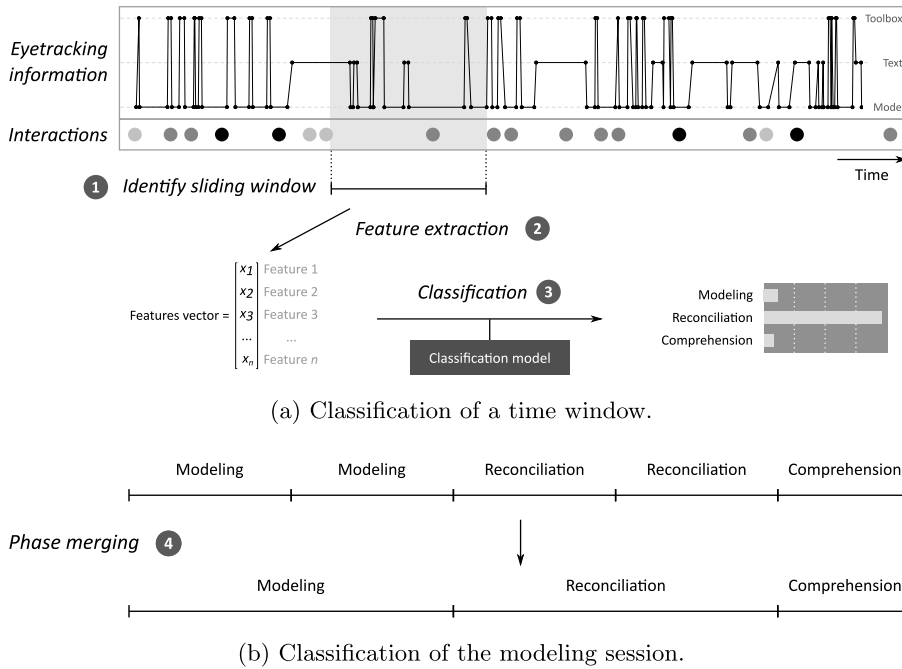 Toolbox
Eyetracking
information
Text
Model
Interactions
Time
1 Identify sliding window
Feature extraction 2
x1 Feature 1
x2 Feature 2
Features vector = x3 Feature 3
... ...
xn Feature n
Classification 3
Classification model
Modeling
Reconciliation
Comprehension
(a) Classification of a time window.
Modeling Modeling Reconciliation Reconciliation Comprehension
Phase merging 4
Modeling Reconciliation Comprehension
(b) Classification of the modeling session.